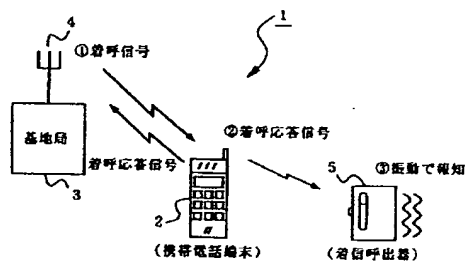 1
4
①着呼信号
基地局
着呼応答信号
3
2
(携帯電話端末)
②着呼応答信号
5
③振動で報知
(着信呼出器)